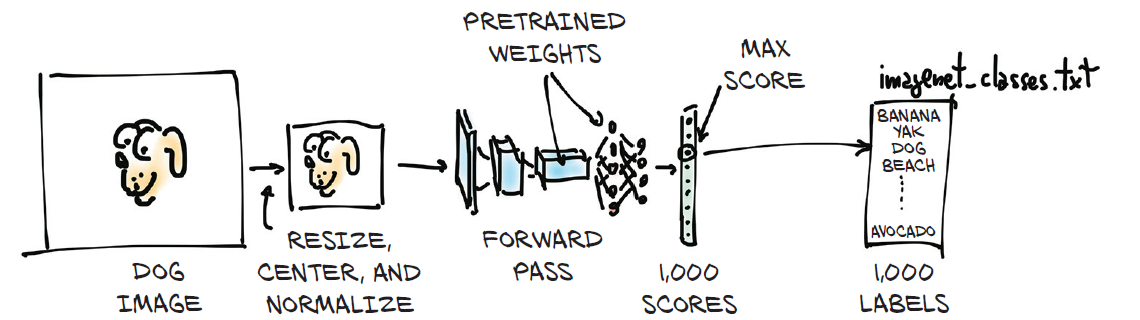 PRETRAINED
WEIGHTS
MAX
SCORE
imagenet_classes.txt
BANANA
YAK
DOG
BEACH
AVOCADO
RESIZE,
CENTER, AND
NORMALIZE
FORWARD
PASS
DOG
IMAGE
1,000
SCORES
1,000
LABELS